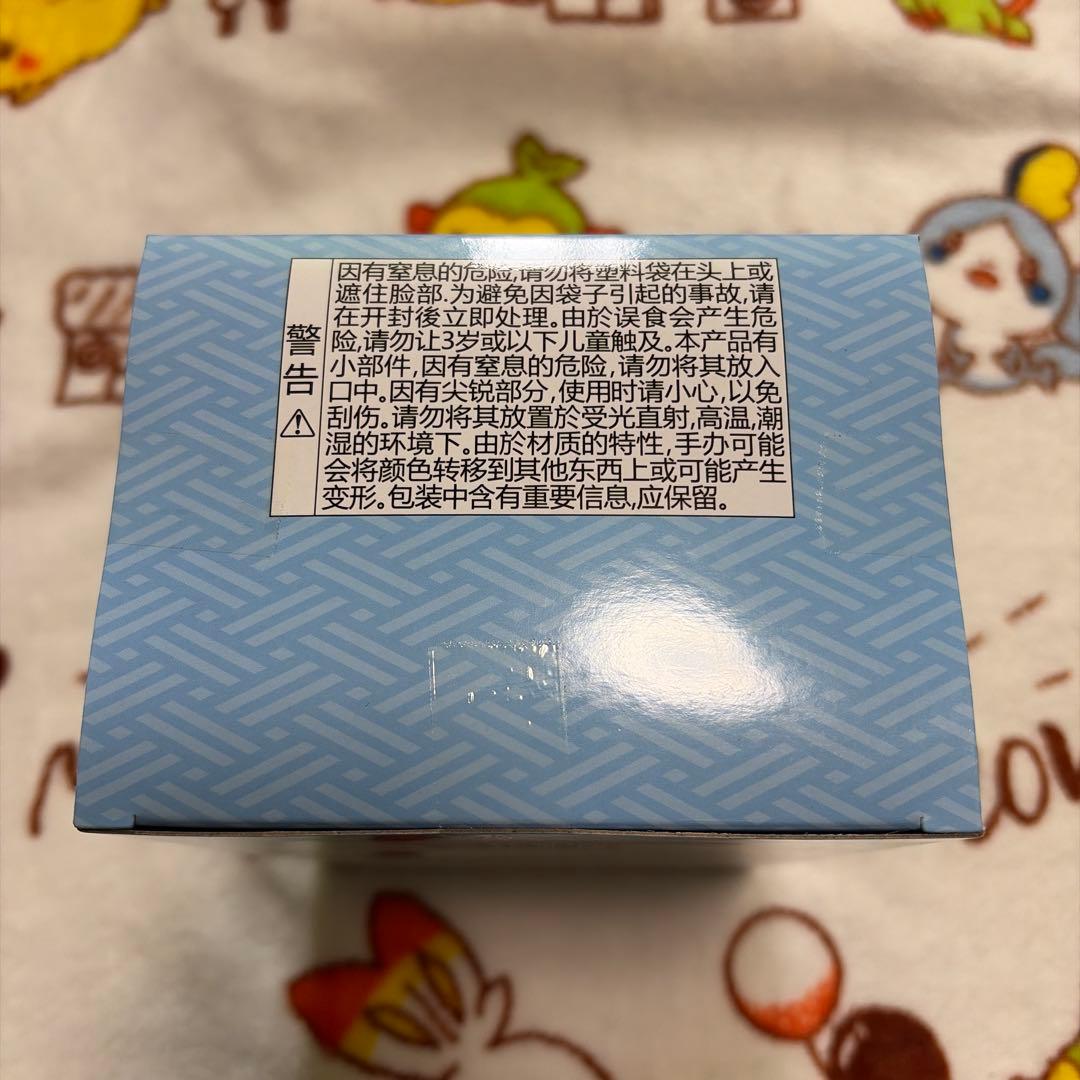 警告
因有窒息的危险,请勿将塑料袋在头上或
遮住脸部.为避免因袋子引起的事故,请
在开封後立即处理。由於误食会产生危
险,请勿让3岁或以下儿童触及。本产品有
小部件,因有窒息的危险,请勿将其放入
口中。因有尖锐部分,使用时请小心,以免
刮伤。请勿将其放置於受光直射,高温,潮
湿的环境下。由於材质的特性,手办可能
会将颜色转移到其他东西上或可能产生
变形。包装中含有重要信息,应保留。